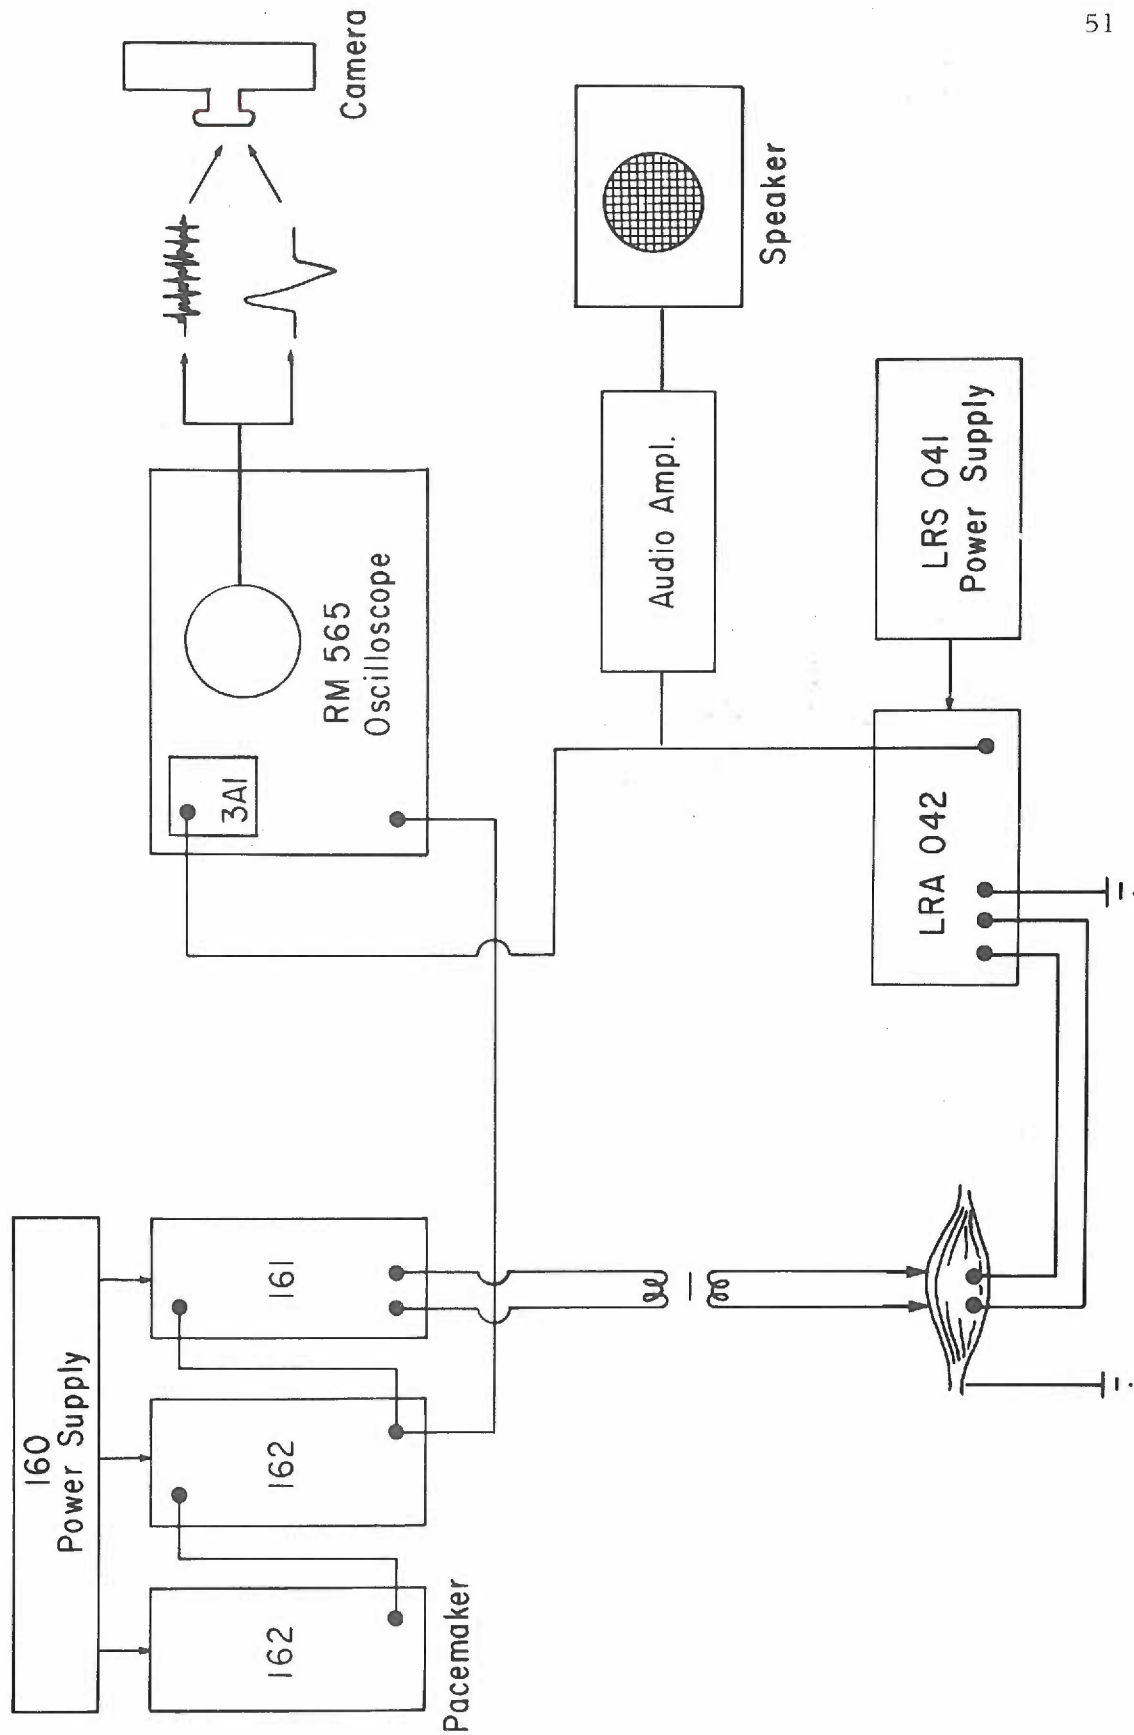 51
160
Power Supply
162
Pacemaker
162
161
3A1
RM 565
Oscilloscope
Camera
Speaker
Audio Ampl.
LRA 042
LRS 041
Power Supply